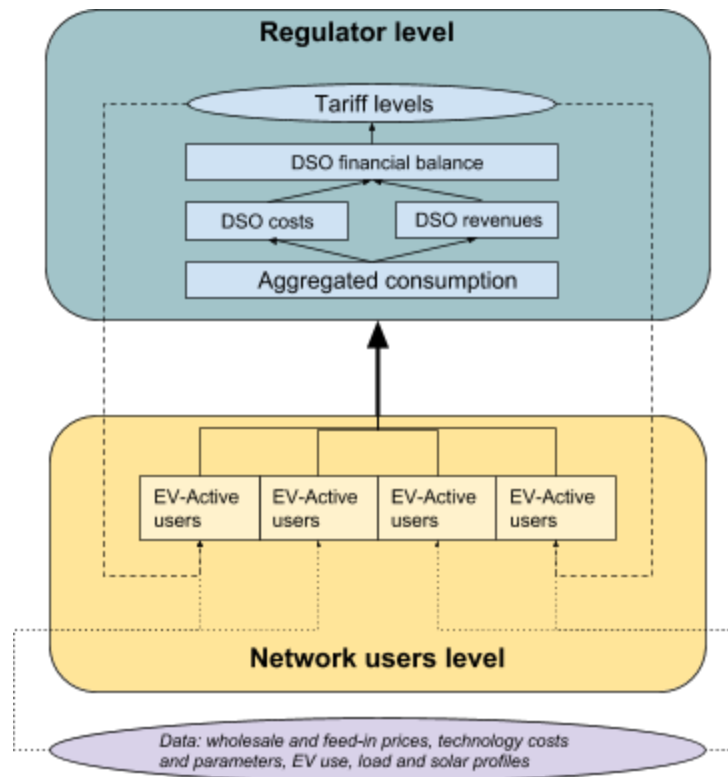 Regulator level
Tariff levels
DSO financial balance
DSO costs
DSO revenues
Aggregated consumption
EV-Active
users
EV-Active
users
EV-Active
users
EV-Active
users
Network users level
Data: wholesale and feed-in prices, technology costs
and parameters, EV use, load and solar profiles